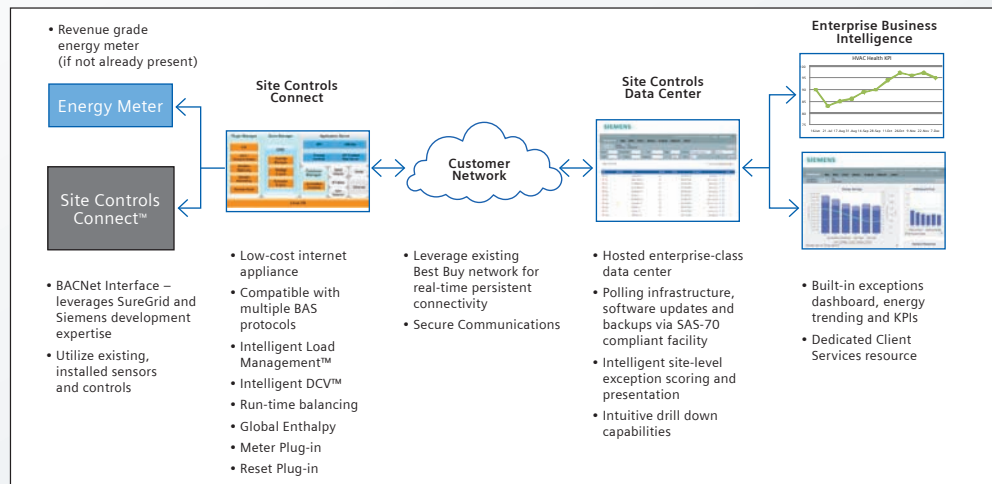 • Revenue grade
energy meter
(if not already present)
Energy Meter
Site Controls
Connect™
• BACNet Interface –
leverages SureGrid and
Siemens development
expertise
• Utilize existing,
installed sensors
and controls
Site Controls
Connect
• Low-cost internet
appliance
• Compatible with
multiple BAS
protocols
• Intelligent Load
Management™
• Intelligent DCV™
• Run-time balancing
• Global Enthalpy
• Meter Plug-in
• Reset Plug-in
Customer
Network
• Leverage existing
Best Buy network for
real-time persistent
connectivity
• Secure Communications
Site Controls
Data Center
SIEMENS
• Hosted enterprise-class
data center
• Polling infrastructure,
software updates and
backups via SAS-70
compliant facility
• Intelligent site-level
exception scoring and
presentation
• Intuitive drill down
capabilities
Enterprise Business
Intelligence
HVAC Health KPI
SIEMENS
• Built-in exceptions
dashboard, energy
trending and KPIs
• Dedicated Client
Services resource